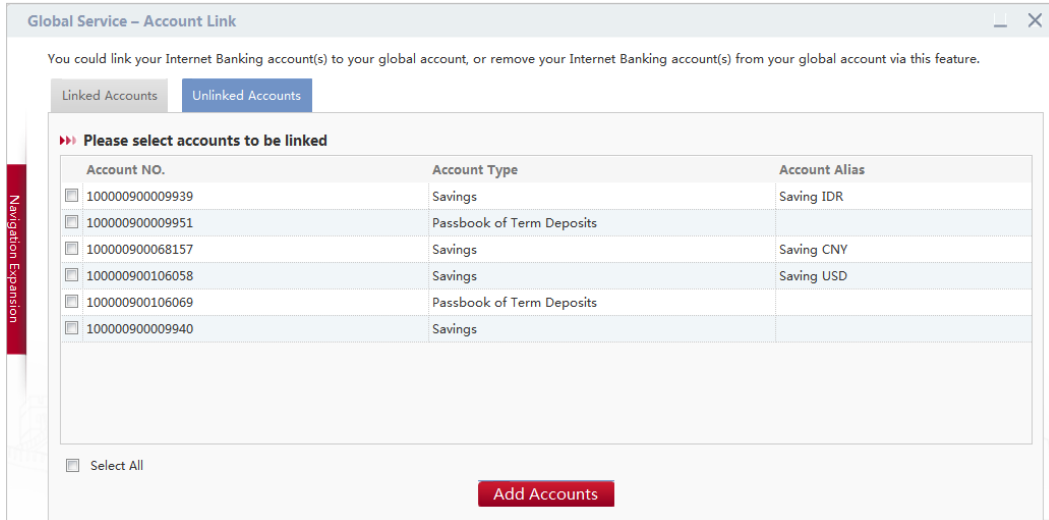 Global Service – Account Link
You could link your Internet Banking account(s) to your global account, or remove your Internet Banking account(s) from your global account via this feature.
Linked Accounts Unlinked Accounts
Please select accounts to be linked
Account NO. Account Type Account Alias
100000900009939 Savings Saving IDR
100000900009951 Passbook of Term Deposits
100000900068157 Savings Saving CNY
100000900106058 Savings Saving USD
100000900106069 Passbook of Term Deposits
100000900009940 Savings
Select All
Add Accounts
Navigation Expansion